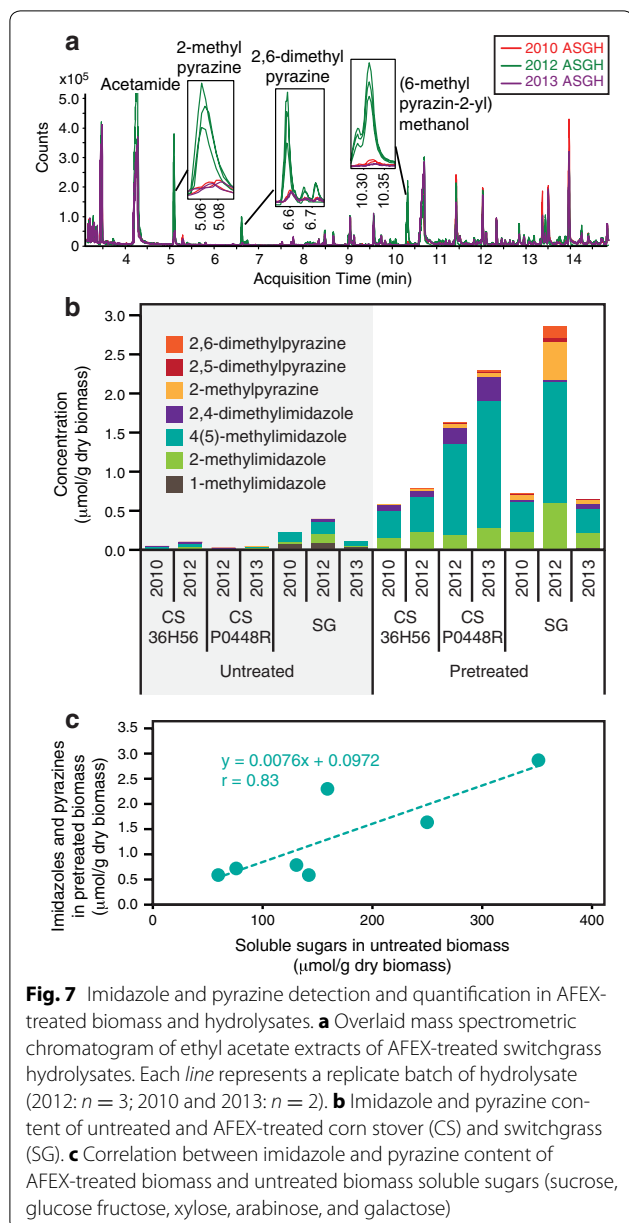 a
2-methyl
pyrazine
2,6-dimethyl
pyrazine
2010 ASGH
2012 ASGH
2013 ASGH
x10⁵
Acetamide
(6-methyl
pyrazin-2-yl)
methanol
5.0
4.0
3.0
2.0
1.0
0
Counts
5.06
5.08
6.6
6.7
10.30
10.35
4 5 6 7 8 9 10 11 12 13 14
Acquisition Time (min)
b
3.0
2.5
2.0
1.5
1.0
0.5
0.0
Concentration
(μmol/g dry biomass)
2,6-dimethylpyrazine
2,5-dimethylpyrazine
2-methylpyrazine
2,4-dimethylimidazole
4(5)-methylimidazole
2-methylimidazole
1-methylimidazole
2010 2012 2012 2013 2010 2012 2013 2010 2012 2012 2013 2010 2012 2013
CS
36H56
CS
P0448R
SG
CS
36H56
CS
P0448R
SG
Untreated
Pretreated
c
3.5
3.0
2.5
2.0
1.5
1.0
0.5
0.0
Imidazoles and pyrazines
in pretreated biomass
(μmol/g dry biomass)
y = 0.0076x + 0.0972
r = 0.83
0 100 200 300 400
Soluble sugars in untreated biomass
(μmol/g dry biomass)
Fig. 7 Imidazole and pyrazine detection and quantification in AFEX-
treated biomass and hydrolysates. a Overlaid mass spectrometric
chromatogram of ethyl acetate extracts of AFEX-treated switchgrass
hydrolysates. Each line represents a replicate batch of hydrolysate
(2012: n = 3; 2010 and 2013: n = 2). b Imidazole and pyrazine con-
tent of untreated and AFEX-treated corn stover (CS) and switchgrass
(SG). c Correlation between imidazole and pyrazine content of
AFEX-treated biomass and untreated biomass soluble sugars (sucrose,
glucose fructose, xylose, arabinose, and galactose)